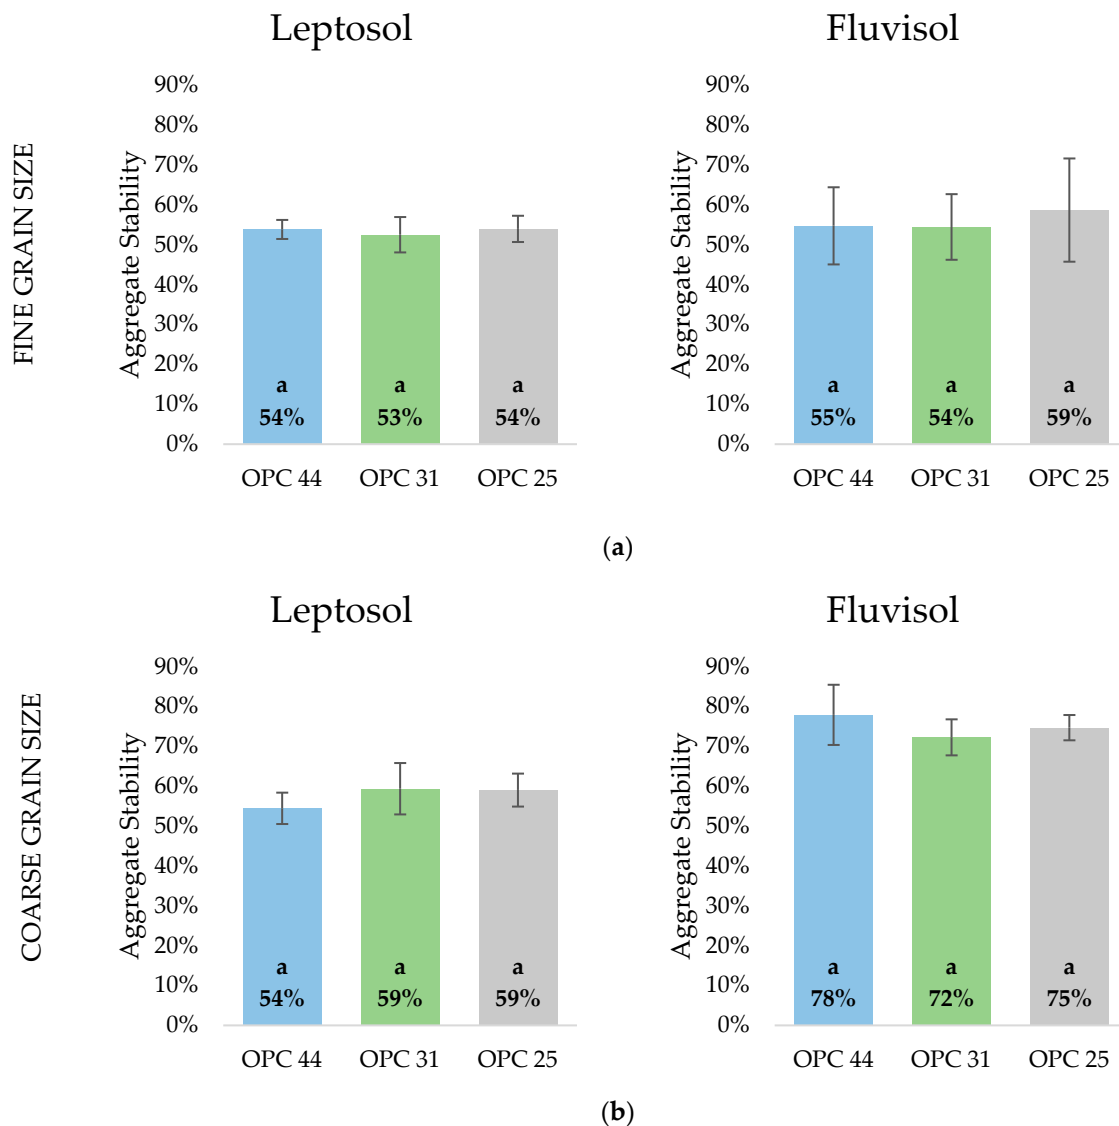 Leptosol
Fluvisol
FINE GRAIN SIZE
Aggregate Stability
90%
80%
70%
60%
50%
40%
30%
20%
10%
0%
a a a
54% 53% 54%
OPC 44 OPC 31 OPC 25
Aggregate Stability
90%
80%
70%
60%
50%
40%
30%
20%
10%
0%
a a a
55% 54% 59%
OPC 44 OPC 31 OPC 25
(a)
Leptosol
Fluvisol
COARSE GRAIN SIZE
Aggregate Stability
90%
80%
70%
60%
50%
40%
30%
20%
10%
0%
a a a
54% 59% 59%
OPC 44 OPC 31 OPC 25
Aggregate Stability
90%
80%
70%
60%
50%
40%
30%
20%
10%
0%
a a a
78% 72% 75%
OPC 44 OPC 31 OPC 25
(b)